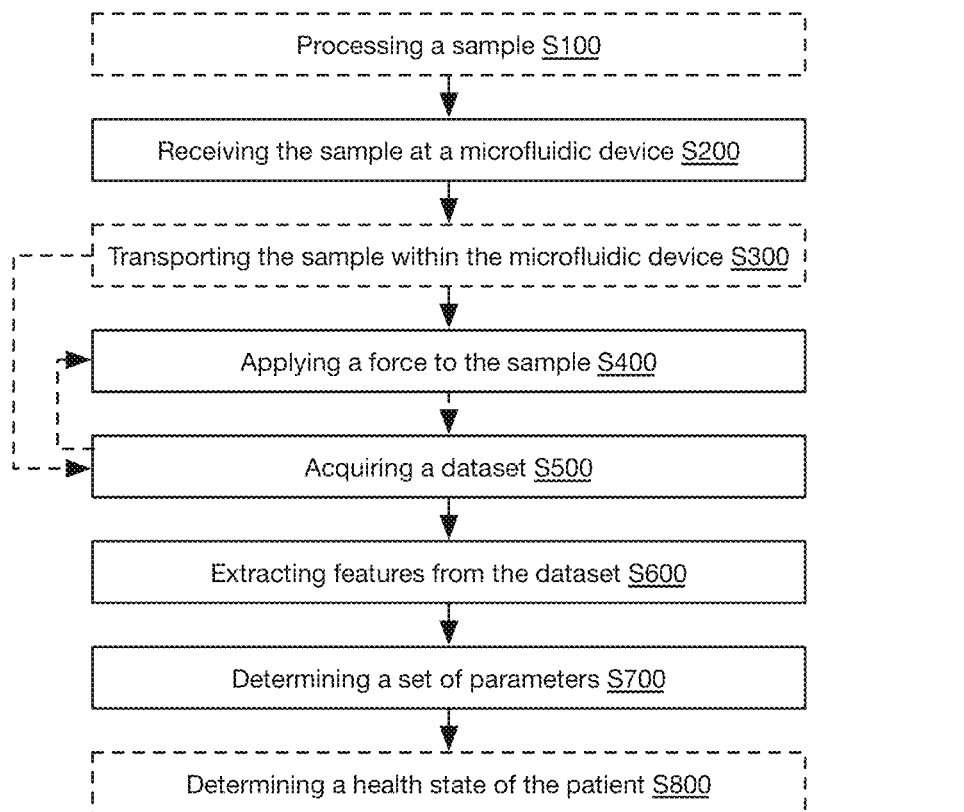 Processing a sample S100
Receiving the sample at a microfluidic device S200
Transporting the sample within the microfluidic device S300
Applying a force to the sample S400
Acquiring a dataset S500
Extracting features from the dataset S600
Determining a set of parameters S700
Determining a health state of the patient S800